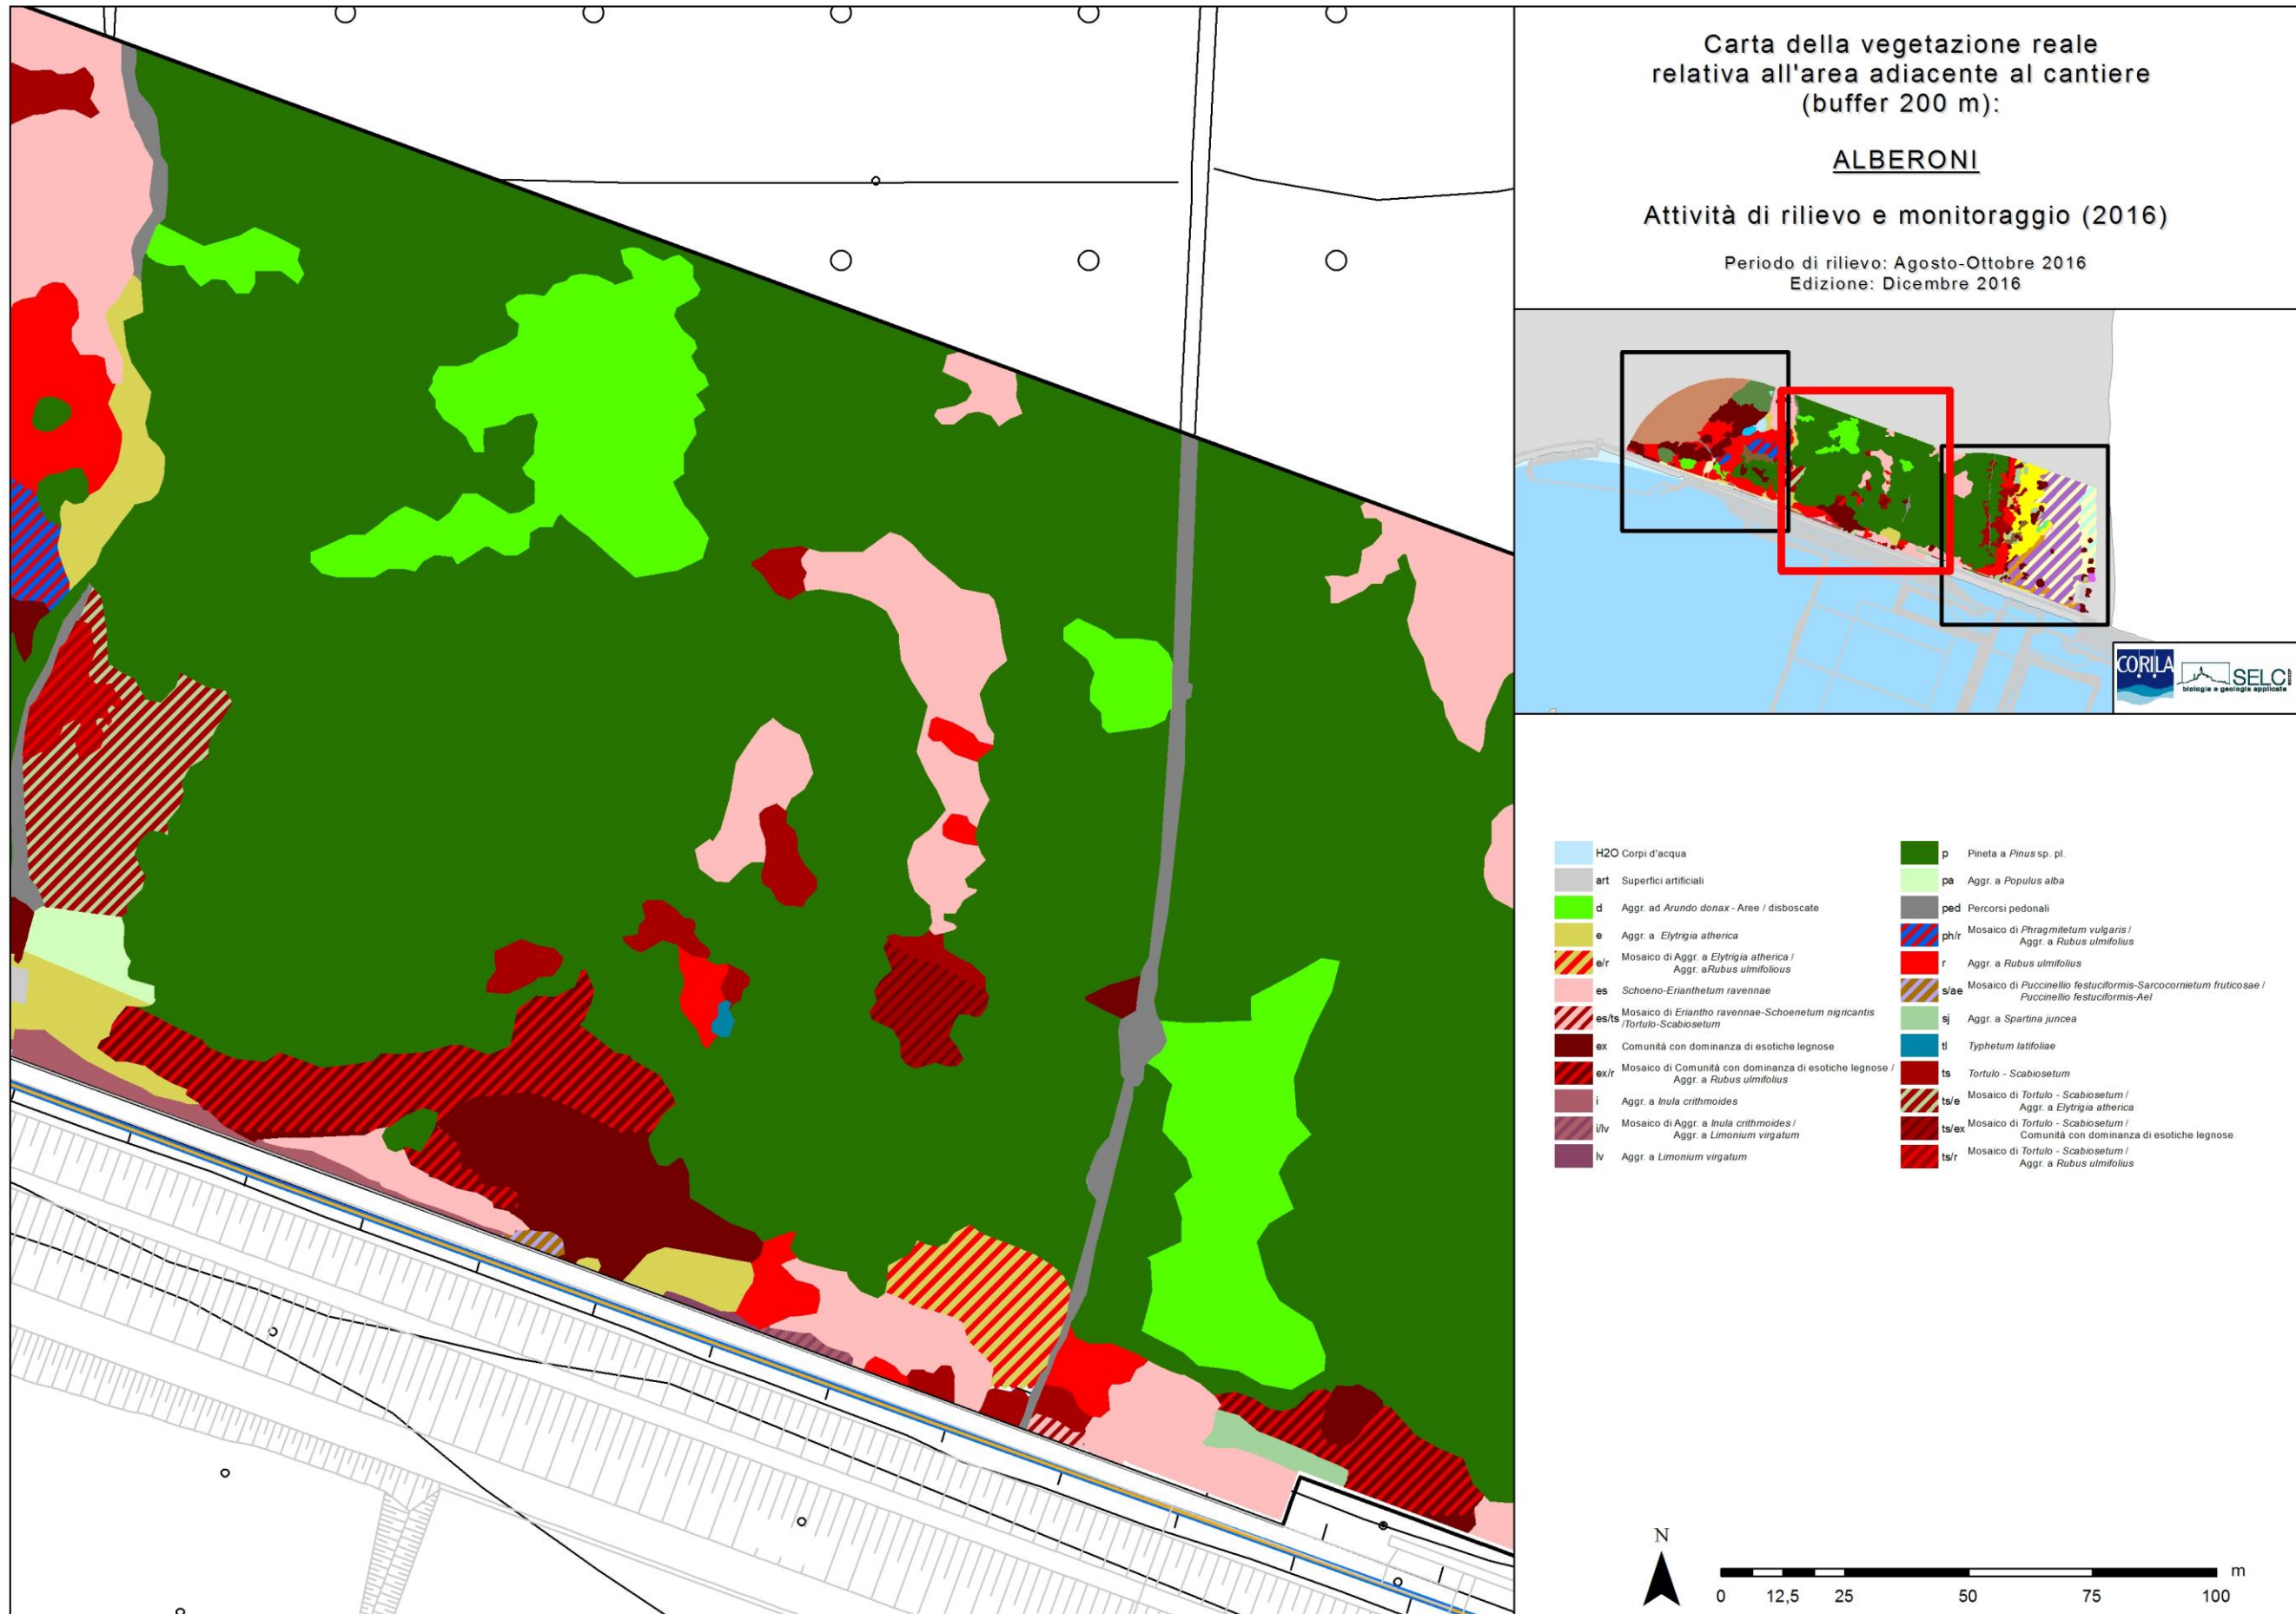 Carta della vegetazione reale
relativa all'area adiacente al cantiere
(buffer 200 m):
ALBERONI
Attività di rilievo e monitoraggio (2016)
Periodo di rilievo: Agosto-Ottobre 2016
Edizione: Dicembre 2016
CORILA
SELC
biologia e geologia applicate
H2O Corpi d'acqua
art Superfici artificiali
d Aggr. ad Arundo donax - Aree / disboscate
e Aggr. a Elytrigia atherica
e/r Mosaico di Aggr. a Elytrigia atherica /
Aggr. aRubus ulmifolious
es Schoeno-Erianthetum ravennae
es/ts Mosaico di Eriantho ravennae-Schoenetum nigricantis
/Tortulo-Scabiosetum
ex Comunità con dominanza di esotiche legnose
ex/r Mosaico di Comunità con dominanza di esotiche legnose /
Aggr. a Rubus ulmifolius
i Aggr. a Inula crithmoides
i/lv Mosaico di Aggr. a Inula crithmoides /
Aggr. a Limonium virgatum
lv Aggr. a Limonium virgatum
p Pineta a Pinus sp. pl.
pa Aggr. a Populus alba
ped Percorsi pedonali
ph/r Mosaico di Phragmitetum vulgaris /
Aggr. a Rubus ulmifolius
r Aggr. a Rubus ulmifolius
s/ae Mosaico di Puccinellio festuciformis-Sarcocornietum fruticosae /
Puccinellio festuciformis-Ael
sj Aggr. a Spartina juncea
tl Typhetum latifoliae
ts Tortulo - Scabiosetum
ts/e Mosaico di Tortulo - Scabiosetum /
Aggr. a Elytrigia atherica
ts/ex Mosaico di Tortulo - Scabiosetum /
Comunità con dominanza di esotiche legnose
ts/r Mosaico di Tortulo - Scabiosetum /
Aggr. a Rubus ulmifolius
N
m
0 12,5 25 50 75 100